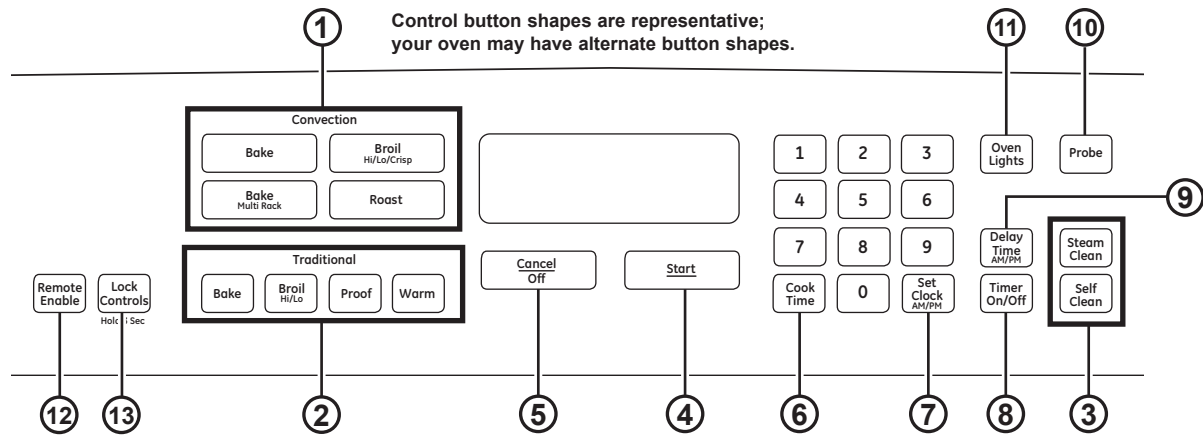 Control button shapes are representative;
your oven may have alternate button shapes.
1
11
10
Convection
Bake
Broil
Hi/Lo/Crisp
Bake
Multi Rack
Roast
1
2
3
4
5
6
7
8
9
0
Oven
Lights
Probe
9
Traditional
Bake
Broil
Hi/Lo
Proof
Warm
Cancel
Off
Start
Cook
Time
Set
Clock
AM/PM
Delay
Time
AM/PM
Timer
On/Off
Steam
Clean
Self
Clean
Remote
Enable
Lock
Controls
Sec
12
13
2
5
4
6
7
8
3